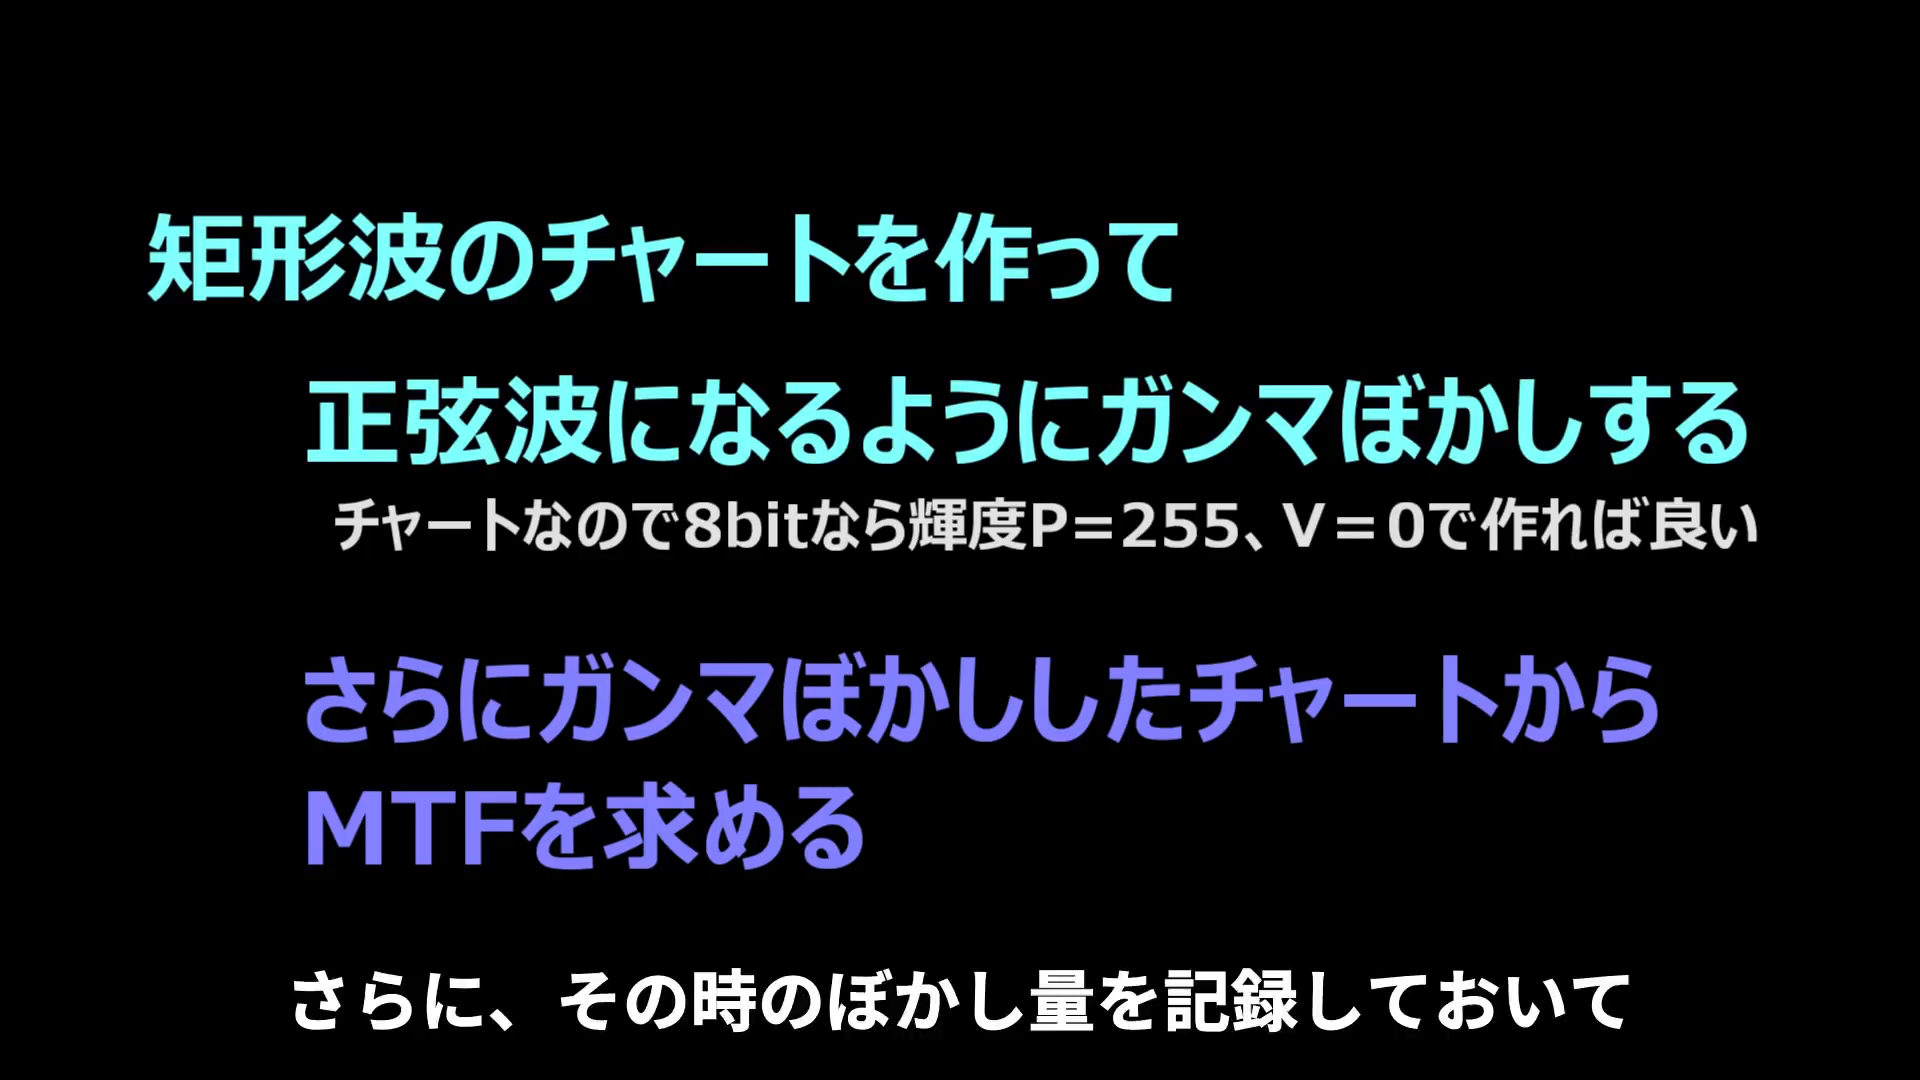 矩形波のチャートを作って
正弦波になるようにガンマぼかしする
チャートなので8bitなら輝度P=255、V＝0で作れば良い
さらにガンマぼかししたチャートから
MTFを求める
さらに、その時のぼかし量を記録しておいて